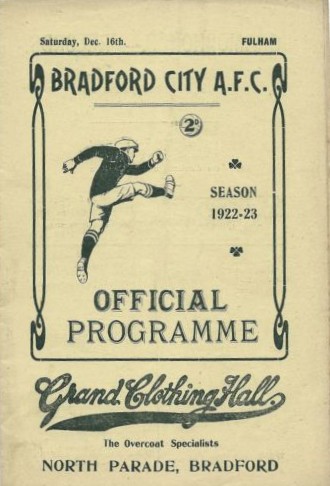 Saturday, Dec. 16th. FULHAM
BRADFORD CITY A.F.C.
2D
SEASON
1922-23
OFFICIAL
PROGRAMME
Grand Clothing Hall
The Overcoat Specialists
NORTH PARADE, BRADFORD